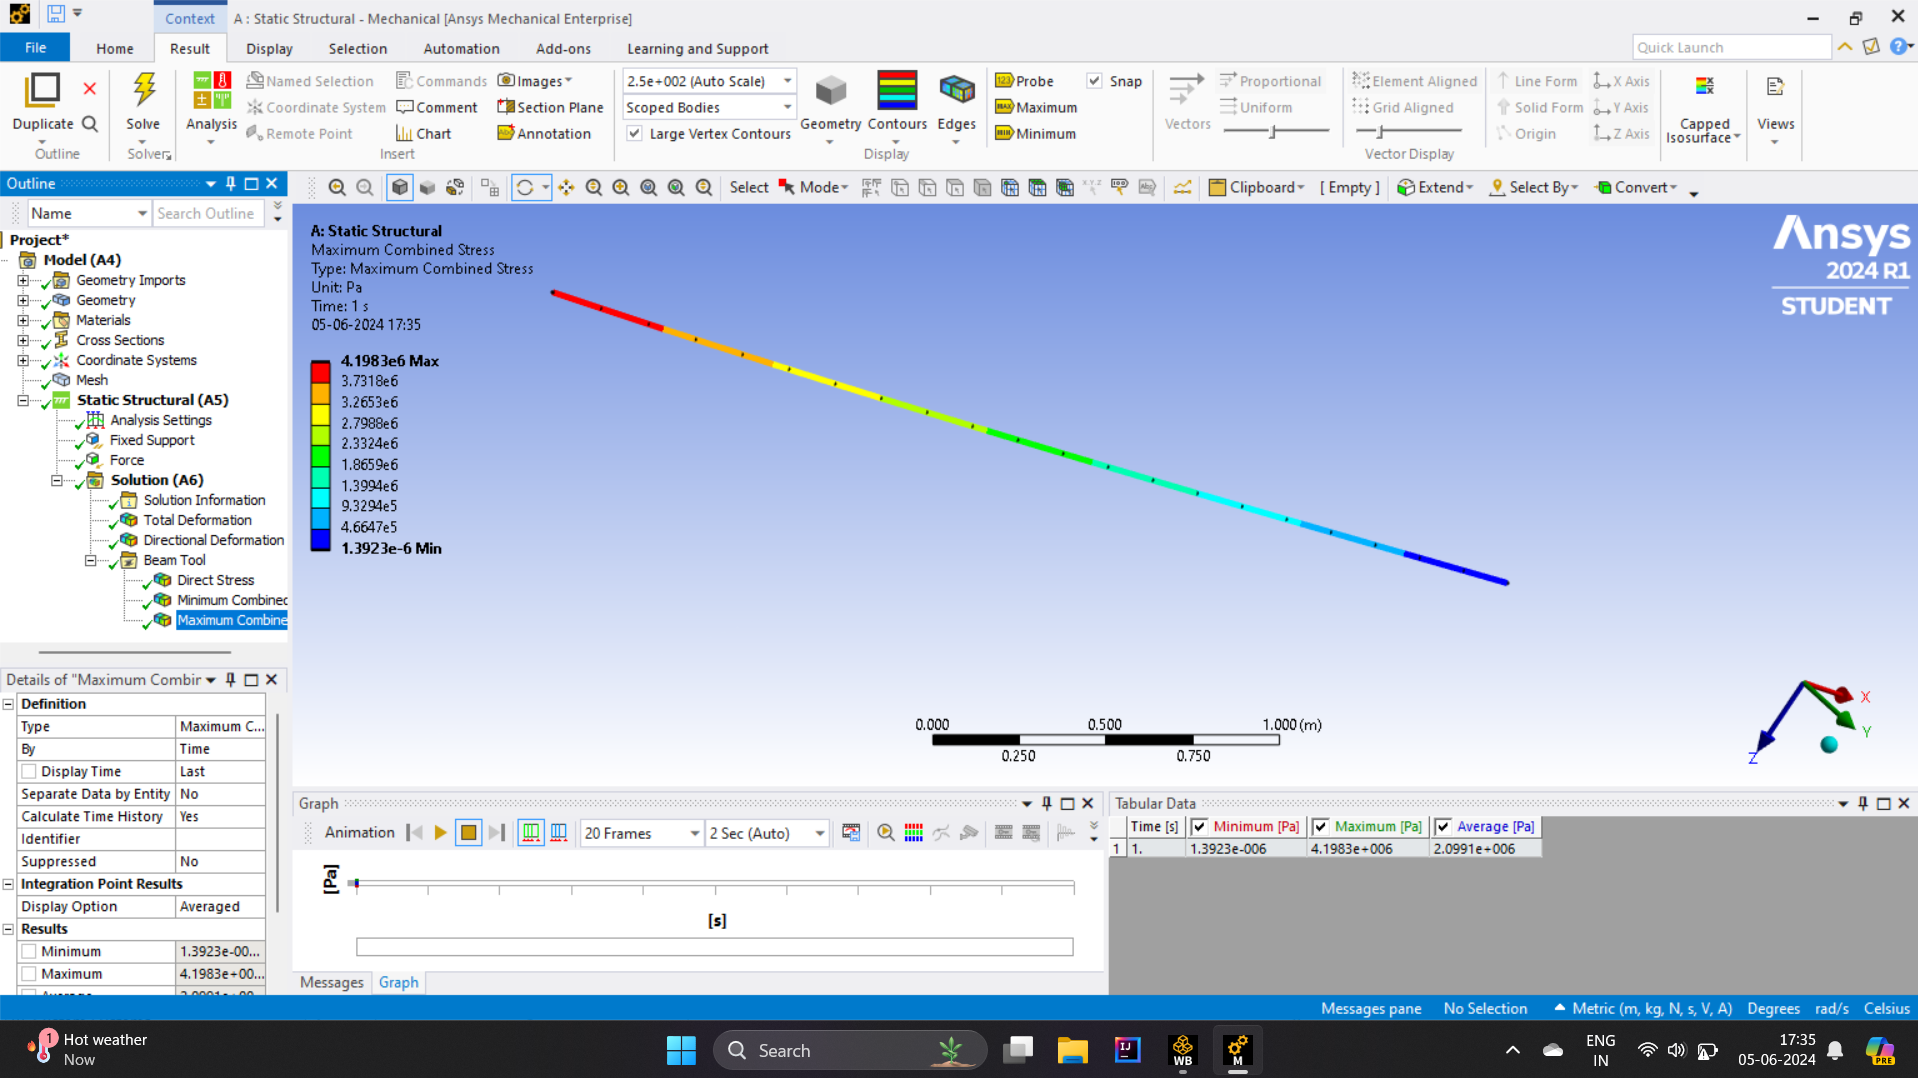 Context
A : Static Structural - Mechanical [Ansys Mechanical Enterprise]
File
Home
Result
Display
Selection
Automation
Add-ons
Learning and Support
Quick Launch
Duplicate
Outline
Solve
Solver
Analysis
Named Selection
Coordinate System
Remote Point
Commands
Comment
Chart
Images
Section Plane
Annotation
Insert
2.5e+002 (Auto Scale)
Scoped Bodies
Large Vertex Contours
Geometry
Contours
Edges
Display
Probe
Maximum
Minimum
Snap
Vectors
Proportional
Uniform
Element Aligned
Grid Aligned
Line Form
Solid Form
Origin
X Axis
Y Axis
Z Axis
Vector Display
Capped
Isosurface
Views
Outline
Name
Search Outline
Select
Mode
Clipboard
[ Empty ]
Extend
Select By
Convert
Project*
Model (A4)
Geometry Imports
Geometry
Materials
Cross Sections
Coordinate Systems
Mesh
Static Structural (A5)
Analysis Settings
Fixed Support
Force
Solution (A6)
Solution Information
Total Deformation
Directional Deformation
Beam Tool
Direct Stress
Minimum Combined
Maximum Combine
A: Static Structural
Maximum Combined Stress
Type: Maximum Combined Stress
Unit: Pa
Time: 1 s
05-06-2024 17:35
4.1983e6 Max
3.7318e6
3.2653e6
2.7988e6
2.3324e6
1.8659e6
1.3994e6
9.3294e5
4.6647e5
1.3923e-6 Min
Ansys
2024 R1
STUDENT
0.000
0.500
1.000 (m)
0.250
0.750
X
Y
Z
Details of "Maximum Combir
Definition
Type Maximum C...
By Time
Display Time Last
Separate Data by Entity No
Calculate Time History Yes
Identifier
Suppressed No
Integration Point Results
Display Option Averaged
Results
Minimum 1.3923e-00...
Maximum 4.1983e+00...
Graph
Animation
20 Frames
2 Sec (Auto)
[Pa]
[s]
Messages
Graph
Tabular Data
Time [s] Minimum [Pa] Maximum [Pa] Average [Pa]
1 1. 1.3923e-006 4.1983e+006 2.0991e+006
Messages pane
No Selection
Metric (m, kg, N, s, V, A)
Degrees
rad/s
Celsius
1
Hot weather
Now
Search
IJ
WB
M
ENG
IN
17:35
05-06-2024
PRE